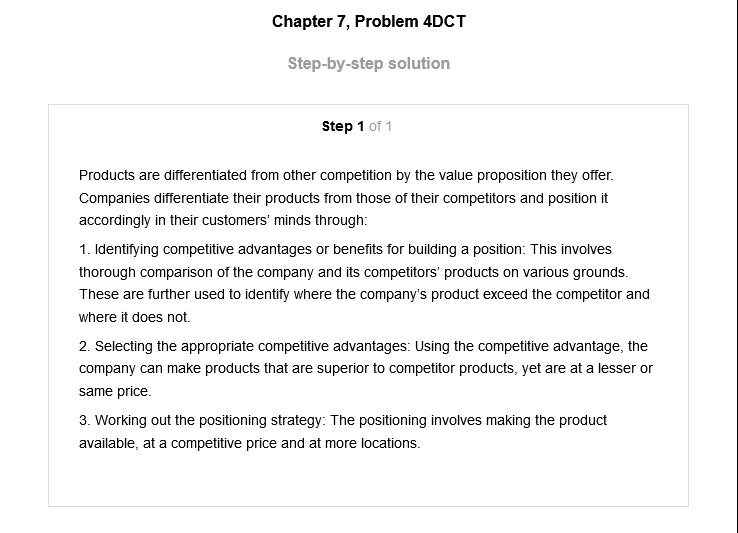 Chapter 7, Problem 4DCT
Step-by-step solution
Step 1 of 1
Products are differentiated from other competition by the value proposition they offer.
Companies differentiate their products from those of their competitors and position it
accordingly in their customers' minds through:
1. Identifying competitive advantages or benefits for building a position: This involves
thorough comparison of the company and its competitors' products on various grounds.
These are further used to identify where the company's product exceed the competitor and
where it does not.
2. Selecting the appropriate competitive advantages: Using the competitive advantage, the
company can make products that are superior to competitor products, yet are at a lesser or
same price.
3. Working out the positioning strategy: The positioning involves making the product
available, at a competitive price and at more locations.